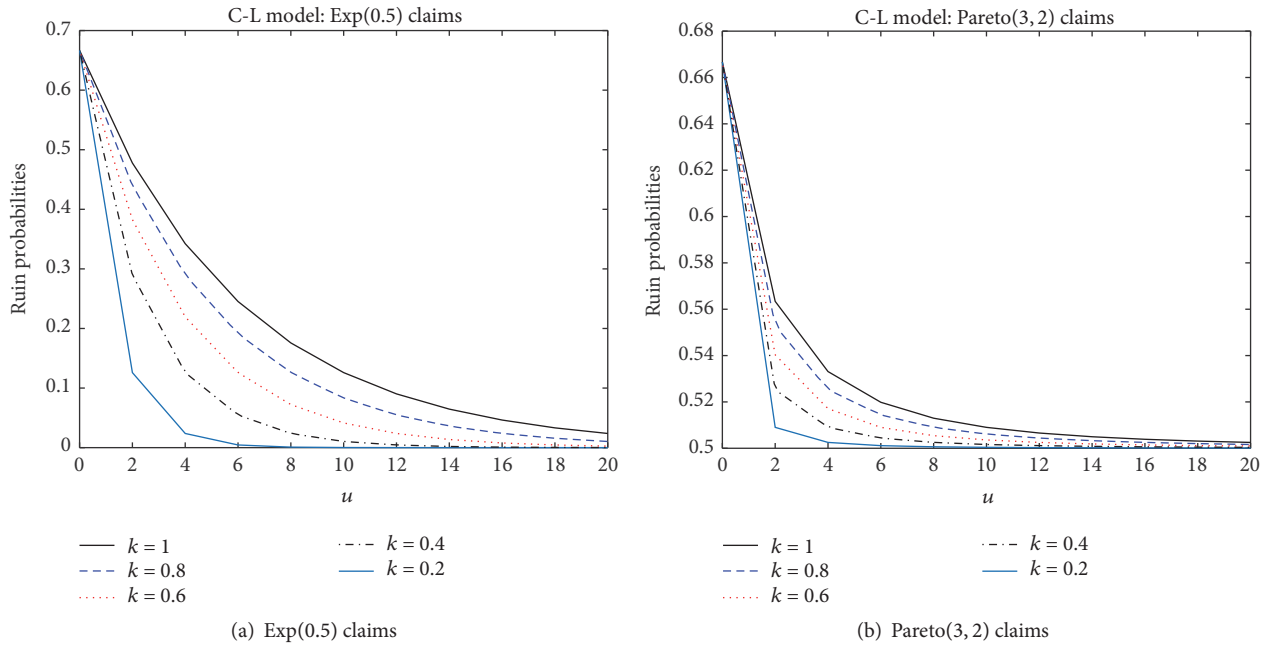 C-L model: Exp(0.5) claims
0.7
0.6
0.5
0.4
0.3
0.2
0.1
0
Ruin probabilities
0 2 4 6 8 10 12 14 16 18 20
u
k = 1
k = 0.8
k = 0.6
k = 0.4
k = 0.2
(a) Exp(0.5) claims
C-L model: Pareto(3, 2) claims
0.68
0.66
0.64
0.62
0.6
0.58
0.56
0.54
0.52
0.5
Ruin probabilities
0 2 4 6 8 10 12 14 16 18 20
u
k = 1
k = 0.8
k = 0.6
k = 0.4
k = 0.2
(b) Pareto(3, 2) claims